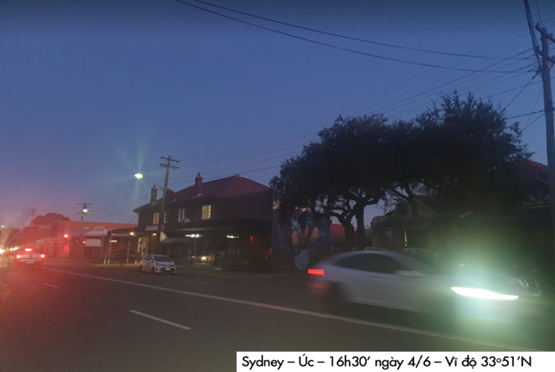 Sydney – Úc – 16h30’ ngày 4/6 – Vĩ độ 33º51’N